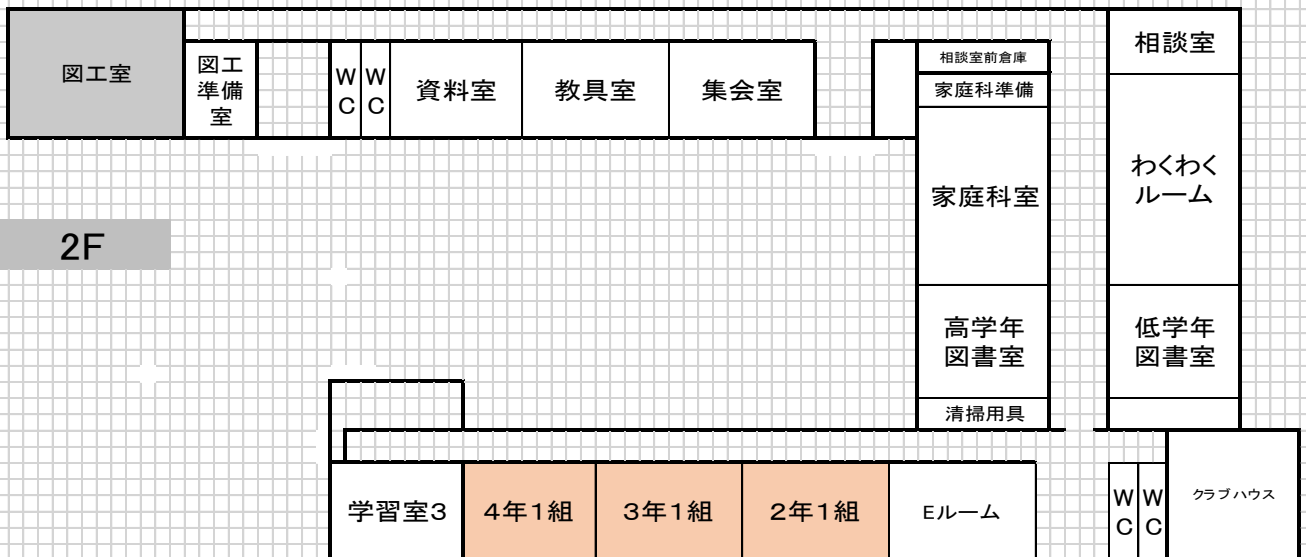 図工室
図工
準備
室
W
C
W
C
資料室
教具室
集会室
相談室前倉庫
家庭科準備
家庭科室
高学年
図書室
清掃用具
相談室
わくわく
ルーム
低学年
図書室
2F
学習室3
4年1組
3年1組
2年1組
Eルーム
W
C
W
C
クラブハウス